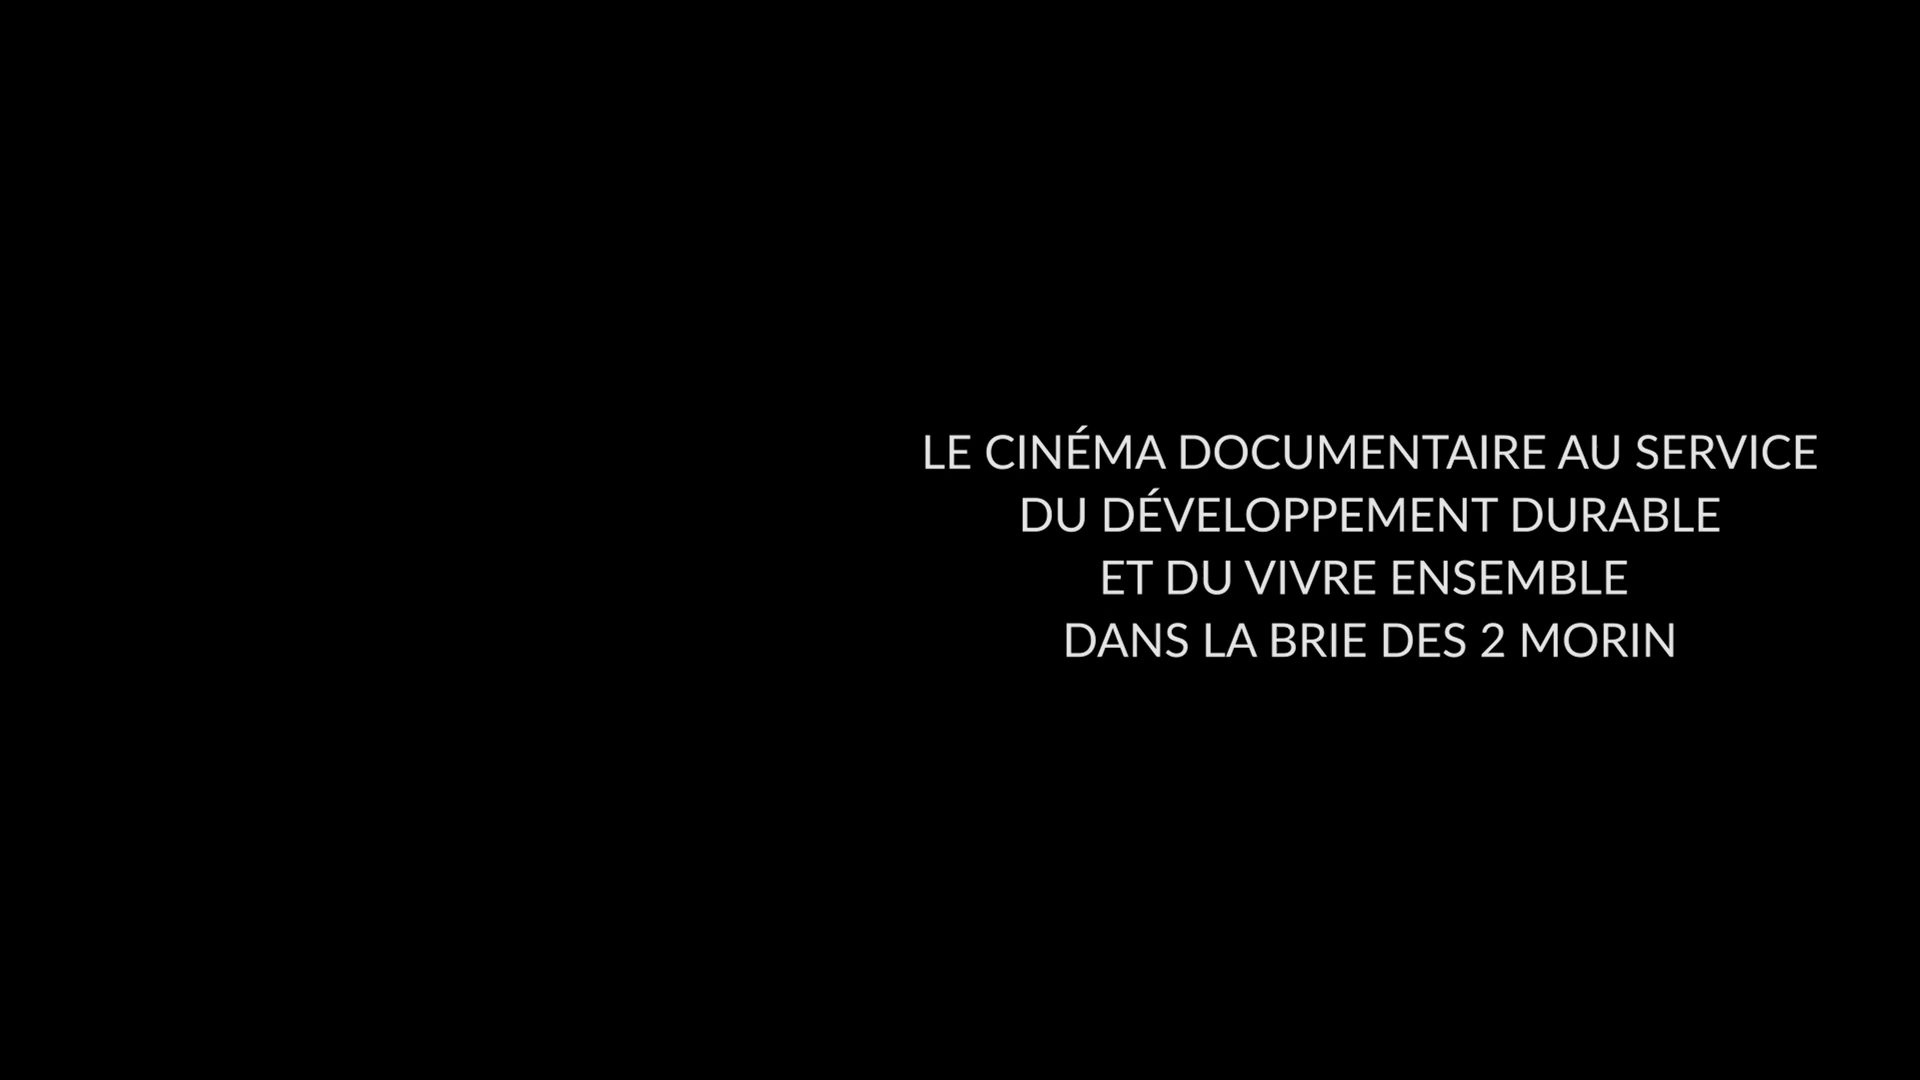 LE CINÉMA DOCUMENTAIRE AU SERVICE
DU DÉVELOPPEMENT DURABLE
ET DU VIVRE ENSEMBLE
DANS LA BRIE DES 2 MORIN